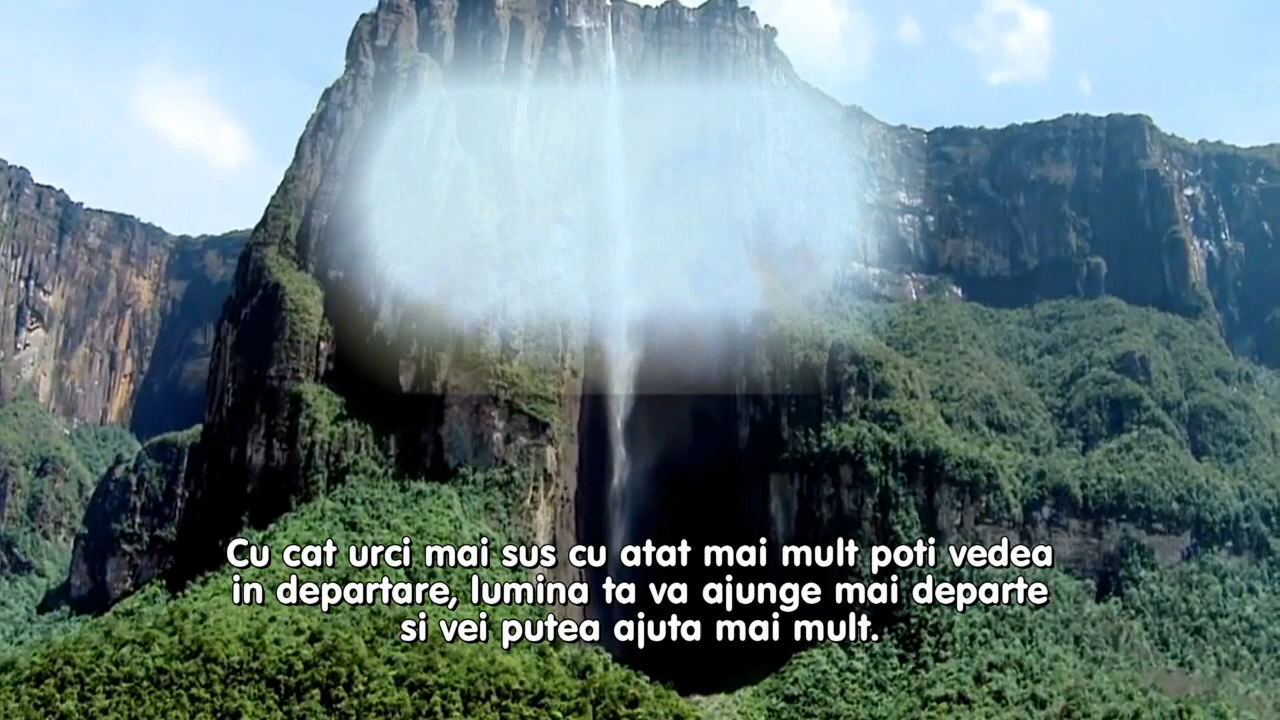 Cu cat urci mai sus cu atat mai mult poti vedea
in departare, lumina ta va ajunge mai departe
si vei putea ajuta mai mult.